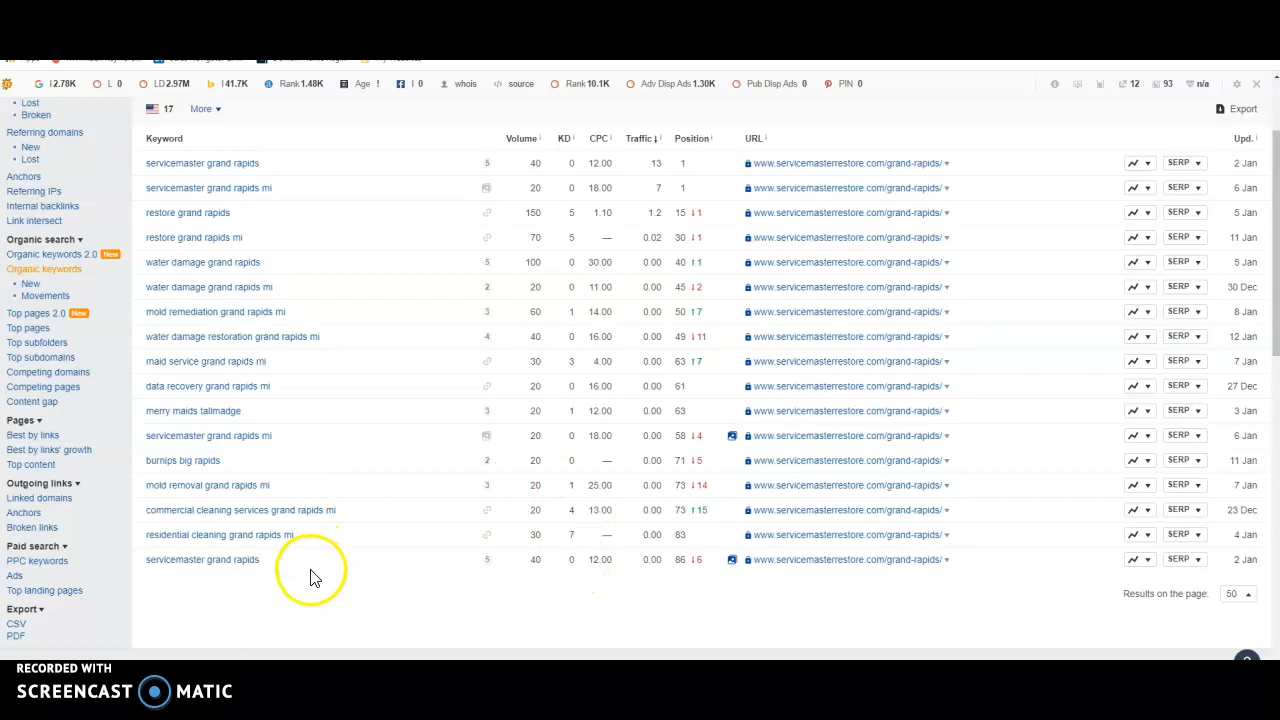 I2.78K L 0 LD2.97M I41.7K Rank1.48K Age ! I 0 whois source Rank10.1K Adv Disp Ads1.30K Pub Disp Ads 0 PIN 0 12 93 n/a
Lost
Broken
Referring domains
New
Lost
Anchors
Referring IPs
Internal backlinks
Link intersect
Organic search
Organic keywords 2.0 New
Organic keywords
New
Movements
Top pages 2.0 New
Top pages
Top subfolders
Top subdomains
Competing domains
Competing pages
Content gap
Pages
Best by links
Best by links' growth
Top content
Outgoing links
Linked domains
Anchors
Broken links
Paid search
PPC keywords
Ads
Top landing pages
Export
CSV
PDF
17 More Export
Keyword Volume KD CPC Traffic↓ Position URL Upd.
servicemaster grand rapids 5 40 0 12.00 13 1 www.servicemasterrestore.com/grand-rapids/ SERP 2 Jan
servicemaster grand rapids mi 20 0 18.00 7 1 www.servicemasterrestore.com/grand-rapids/ SERP 6 Jan
restore grand rapids 150 5 1.10 1.2 15 ↓1 www.servicemasterrestore.com/grand-rapids/ SERP 5 Jan
restore grand rapids mi 70 5 — 0.02 30 ↓1 www.servicemasterrestore.com/grand-rapids/ SERP 11 Jan
water damage grand rapids 5 100 0 30.00 0.00 40 ↑1 www.servicemasterrestore.com/grand-rapids/ SERP 5 Jan
water damage grand rapids mi 2 20 0 11.00 0.00 45 ↓2 www.servicemasterrestore.com/grand-rapids/ SERP 30 Dec
mold remediation grand rapids mi 3 60 1 14.00 0.00 50 ↑7 www.servicemasterrestore.com/grand-rapids/ SERP 8 Jan
water damage restoration grand rapids mi 4 40 0 16.00 0.00 49 ↓11 www.servicemasterrestore.com/grand-rapids/ SERP 12 Jan
maid service grand rapids mi 30 3 4.00 0.00 63 ↑7 www.servicemasterrestore.com/grand-rapids/ SERP 7 Jan
data recovery grand rapids mi 20 0 16.00 0.00 61 www.servicemasterrestore.com/grand-rapids/ SERP 27 Dec
merry maids tallmadge 3 20 1 12.00 0.00 63 www.servicemasterrestore.com/grand-rapids/ SERP 3 Jan
servicemaster grand rapids mi 20 0 18.00 0.00 58 ↓4 www.servicemasterrestore.com/grand-rapids/ SERP 6 Jan
burnips big rapids 2 20 0 — 0.00 71 ↓5 www.servicemasterrestore.com/grand-rapids/ SERP 11 Jan
mold removal grand rapids mi 3 20 1 25.00 0.00 73 ↓14 www.servicemasterrestore.com/grand-rapids/ SERP 7 Jan
commercial cleaning services grand rapids mi 20 4 13.00 0.00 73 ↑15 www.servicemasterrestore.com/grand-rapids/ SERP 23 Dec
residential cleaning grand rapids mi 30 7 — 0.00 83 www.servicemasterrestore.com/grand-rapids/ SERP 4 Jan
servicemaster grand rapids 5 40 0 12.00 0.00 86 ↓6 www.servicemasterrestore.com/grand-rapids/ SERP 2 Jan
Results on the page: 50
RECORDED WITH
SCREENCAST MATIC